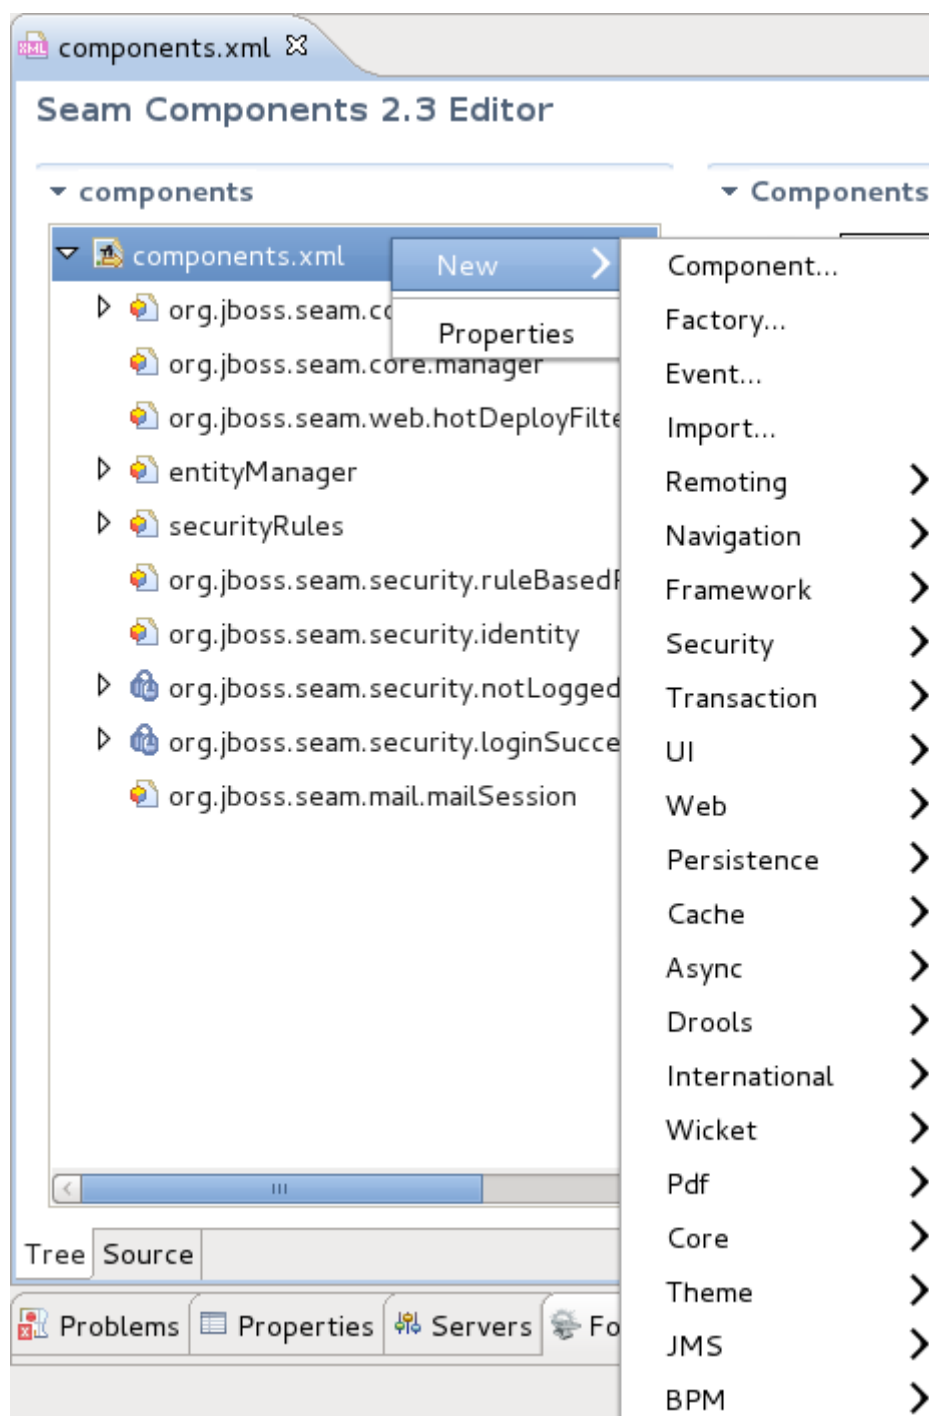 components.xml
Seam Components 2.3 Editor
components
Components
components.xml
New
Properties
org.jboss.seam.co
org.jboss.seam.core.manager
org.jboss.seam.web.hotDeployFilte
entityManager
securityRules
org.jboss.seam.security.ruleBased
org.jboss.seam.security.identity
org.jboss.seam.security.notLogged
org.jboss.seam.security.loginSucce
org.jboss.seam.mail.mailSession
Component...
Factory...
Event...
Import...
Remoting
Navigation
Framework
Security
Transaction
UI
Web
Persistence
Cache
Async
Drools
International
Wicket
Pdf
Core
Theme
JMS
BPM
Tree Source
Problems Properties Servers Fo